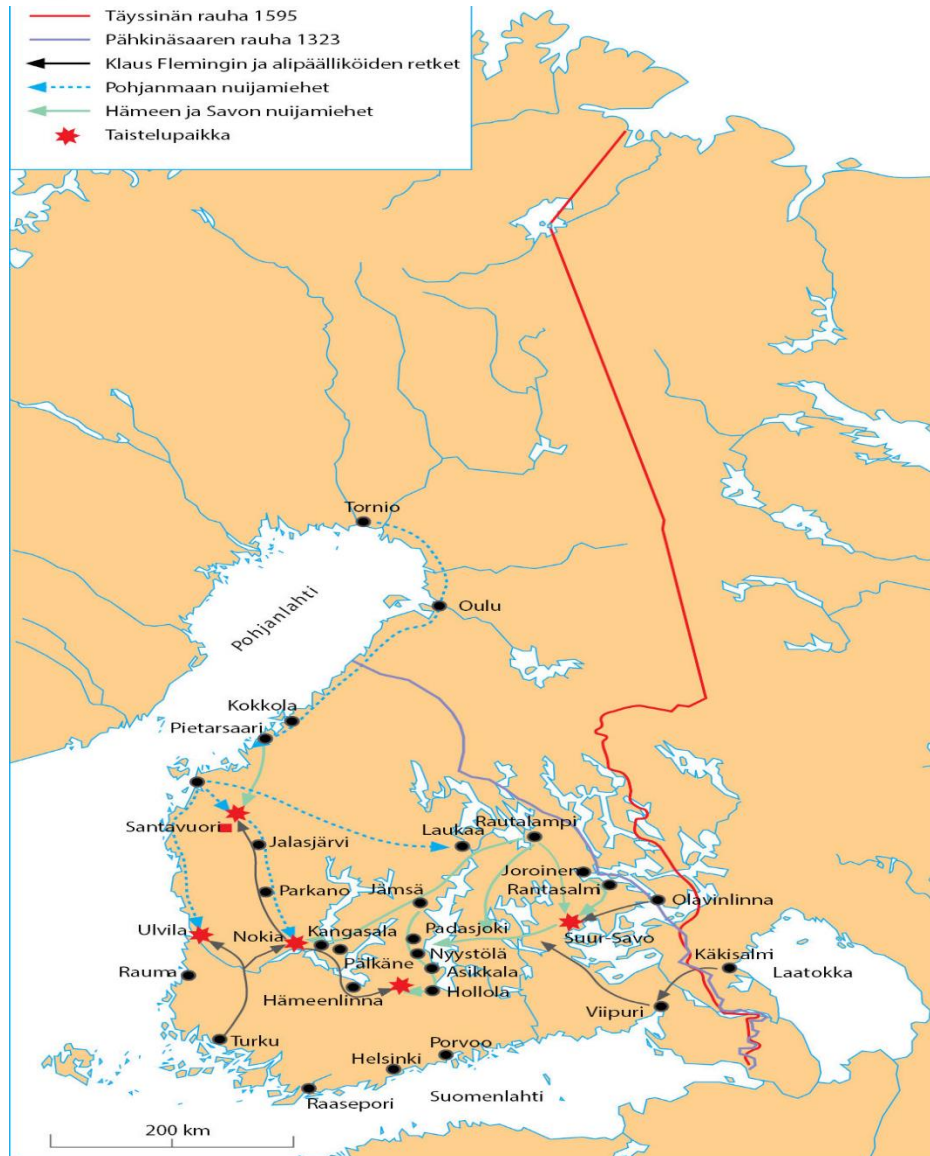 Täyssinän rauha 1595
Pähkinäsaaren rauha 1323
Klaus Flemingin ja alipäälliköiden retket
Pohjanmaan nuijamiehet
Hämeen ja Savon nuijamiehet
Taistelupaikka
Tornio
Oulu
Pohjanlahti
Kokkola
Pietarsaari
Santavuori
Jalasjärvi
Laukaa
Rautalampi
Joroinen
Rantasalmi
Olavinlinna
Parkano
Jämsä
Ulvila
Nokia
Kangasala
Padasjoki
Suur-Savo
Pälkäne
Nyystölä
Asikkala
Käkisalmi
Laatokka
Rauma
Hämeenlinna
Hollola
Viipuri
Turku
Helsinki
Porvoo
Raasepori
Suomenlahti
200 km